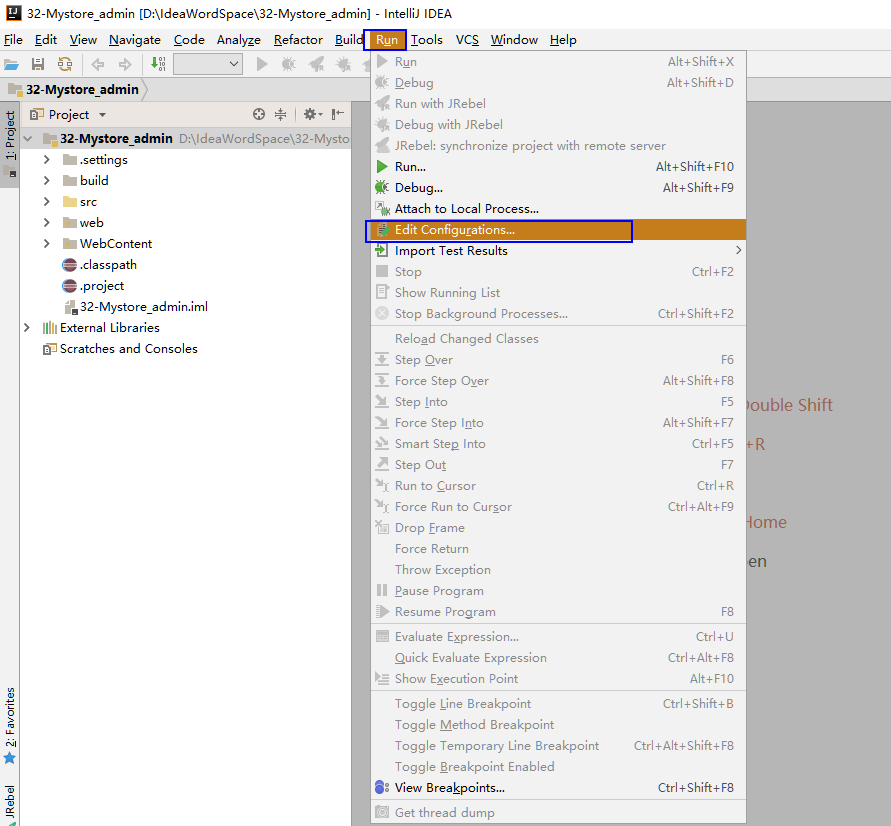 32-Mystore_admin [D:\IdeaWordSpace\32-Mystore_admin] - IntelliJ IDEA
File Edit View Navigate Code Analyze Refactor Build Run Tools VCS Window Help
32-Mystore_admin
1: Project
Project
32-Mystore_admin D:\IdeaWordSpace\32-Mysto
.settings
build
src
web
WebContent
.classpath
.project
32-Mystore_admin.iml
External Libraries
Scratches and Consoles
2: Favorites
JRebel
Run Alt+Shift+X
Debug Alt+Shift+D
Run with JRebel
Debug with JRebel
JRebel: synchronize project with remote server
Run... Alt+Shift+F10
Debug... Alt+Shift+F9
Attach to Local Process...
Edit Configurations...
Import Test Results
Stop Ctrl+F2
Show Running List
Stop Background Processes... Ctrl+Shift+F2
Reload Changed Classes
Step Over F6
Force Step Over Alt+Shift+F8
Step Into F5
Force Step Into Alt+Shift+F7
Smart Step Into Ctrl+F5
Step Out F7
Run to Cursor Ctrl+R
Force Run to Cursor Ctrl+Alt+F9
Drop Frame
Force Return
Throw Exception
Pause Program
Resume Program F8
Evaluate Expression... Ctrl+U
Quick Evaluate Expression Ctrl+Alt+F8
Show Execution Point Alt+F10
Toggle Line Breakpoint Ctrl+Shift+B
Toggle Method Breakpoint
Toggle Temporary Line Breakpoint Ctrl+Alt+Shift+F8
Toggle Breakpoint Enabled
View Breakpoints... Ctrl+Shift+F8
Get thread dump
Double Shift
+R
Home
en